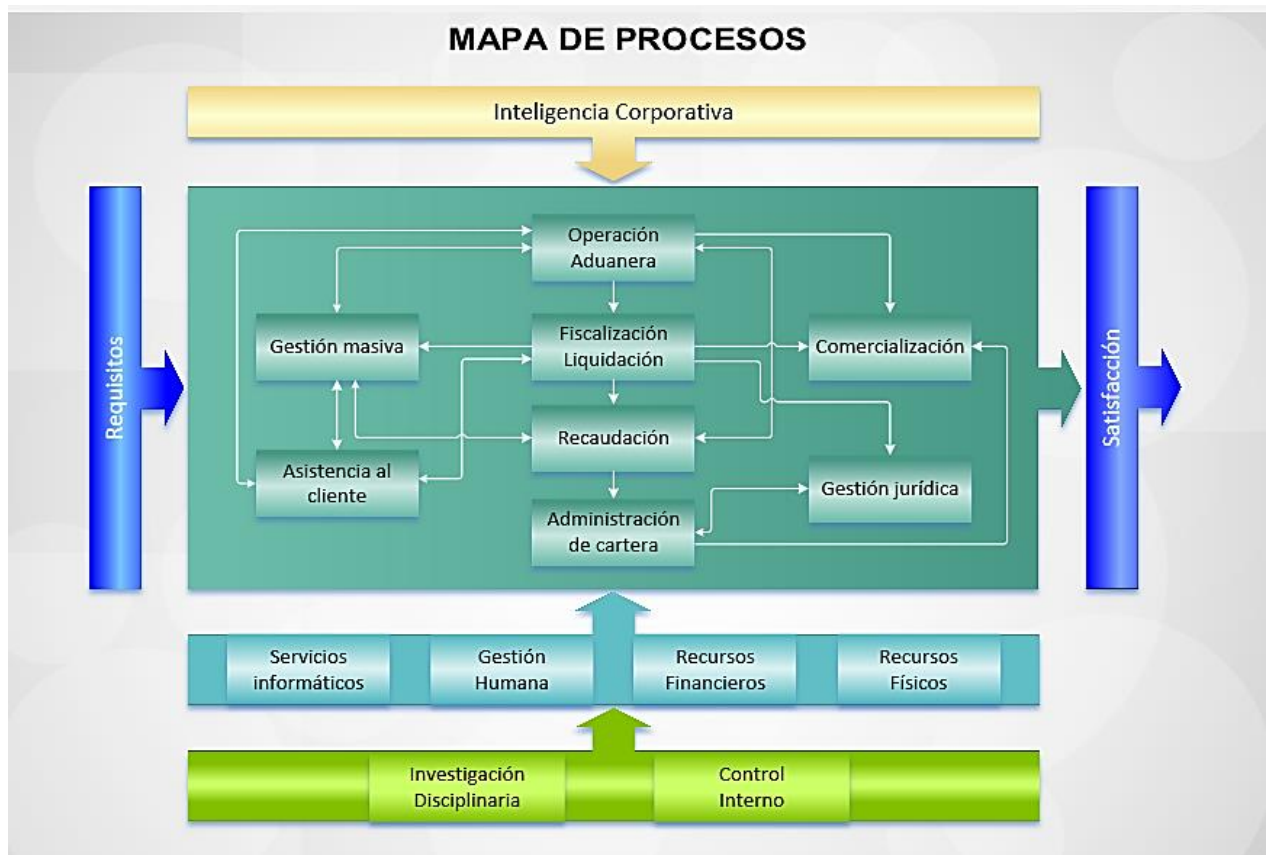 MAPA DE PROCESOS
Inteligencia Corporativa
Requisitos
Operación
Aduanera
Gestión masiva
Fiscalización
Liquidación
Comercialización
Recaudación
Asistencia al
cliente
Gestión jurídica
Administración
de cartera
Satisfacción
Servicios
informáticos
Gestión
Humana
Recursos
Financieros
Recursos
Físicos
Investigación
Disciplinaria
Control
Interno